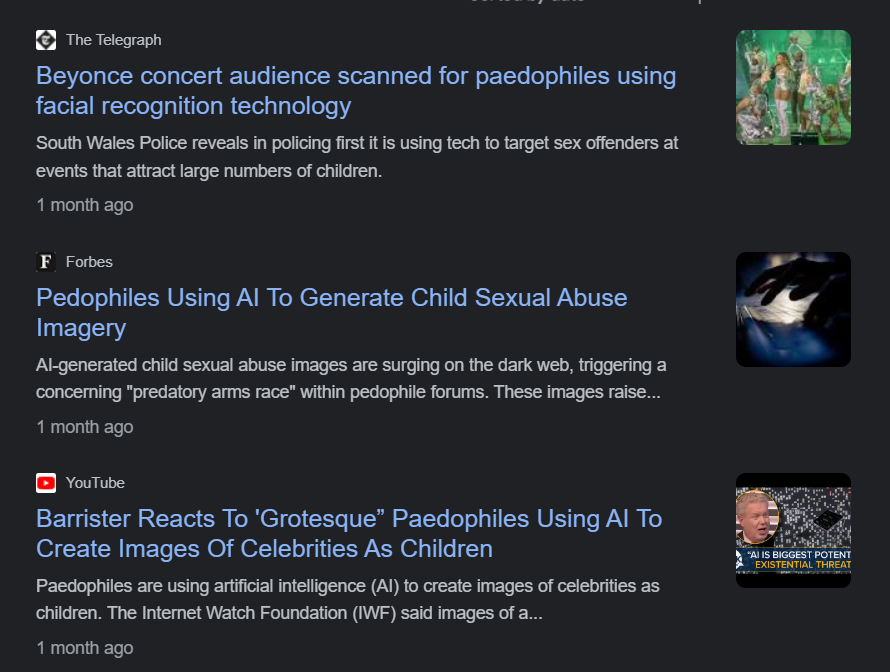 The Telegraph
Beyonce concert audience scanned for paedophiles using
facial recognition technology
South Wales Police reveals in policing first it is using tech to target sex offenders at
events that attract large numbers of children.
1 month ago
F Forbes
Pedophiles Using AI To Generate Child Sexual Abuse
Imagery
AI-generated child sexual abuse images are surging on the dark web, triggering a
concerning "predatory arms race" within pedophile forums. These images raise...
1 month ago
YouTube
Barrister Reacts To 'Grotesque” Paedophiles Using AI To
Create Images Of Celebrities As Children
"AI IS BIGGEST POTENT
EXISTENTIAL THREAT
Paedophiles are using artificial intelligence (AI) to create images of celebrities as
children. The Internet Watch Foundation (IWF) said images of a...
1 month ago